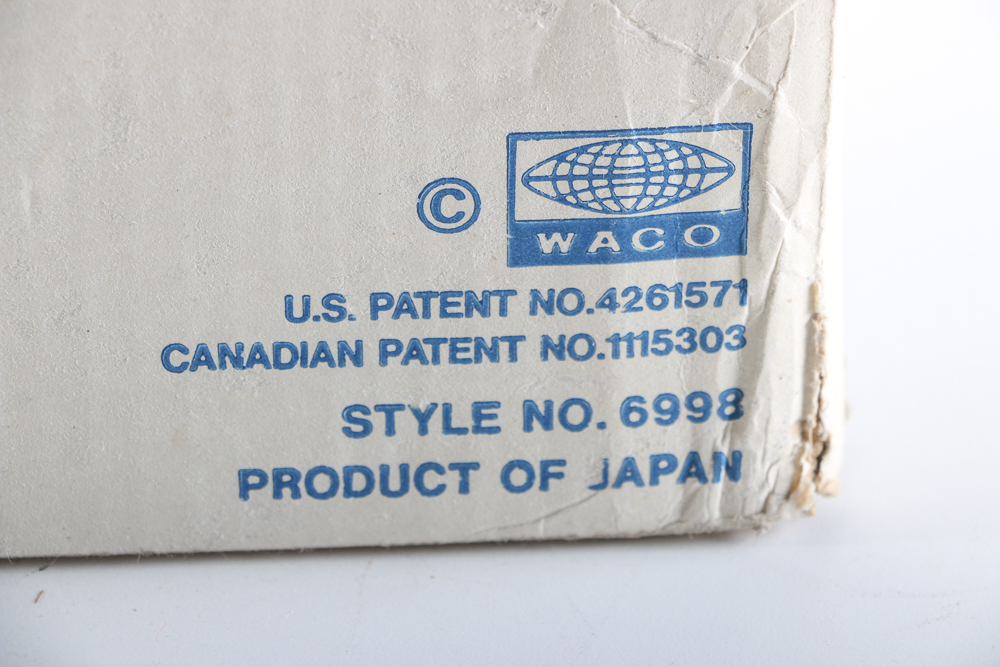 ©
WACO
U.S. PATENT NO.4261571
CANADIAN PATENT NO.1115303
STYLE NO. 6998
PRODUCT OF JAPAN